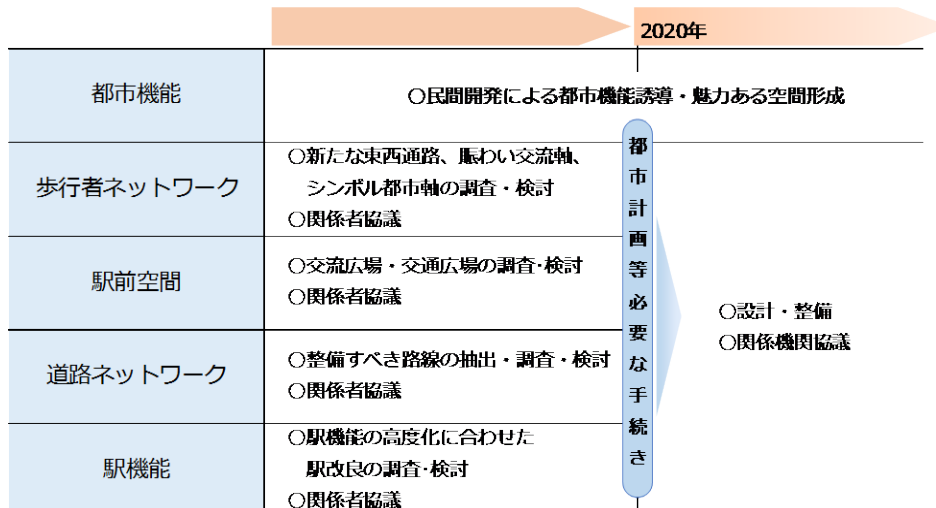 2020年
都市機能
○民間開発による都市機能誘導・魅力ある空間形成
歩行者ネットワーク
○新たな東西通路、賑わい交流軸、
シンボル都市軸の調査・検討
○関係者協議
駅前空間
○交流広場・交通広場の調査・検討
○関係者協議
道路ネットワーク
○整備すべき路線の抽出・調査・検討
○関係者協議
駅機能
○駅機能の高度化に合わせた
駅改良の調査・検討
○関係者協議
都市計画等必要な手続き
○設計・整備
○関係機関協議